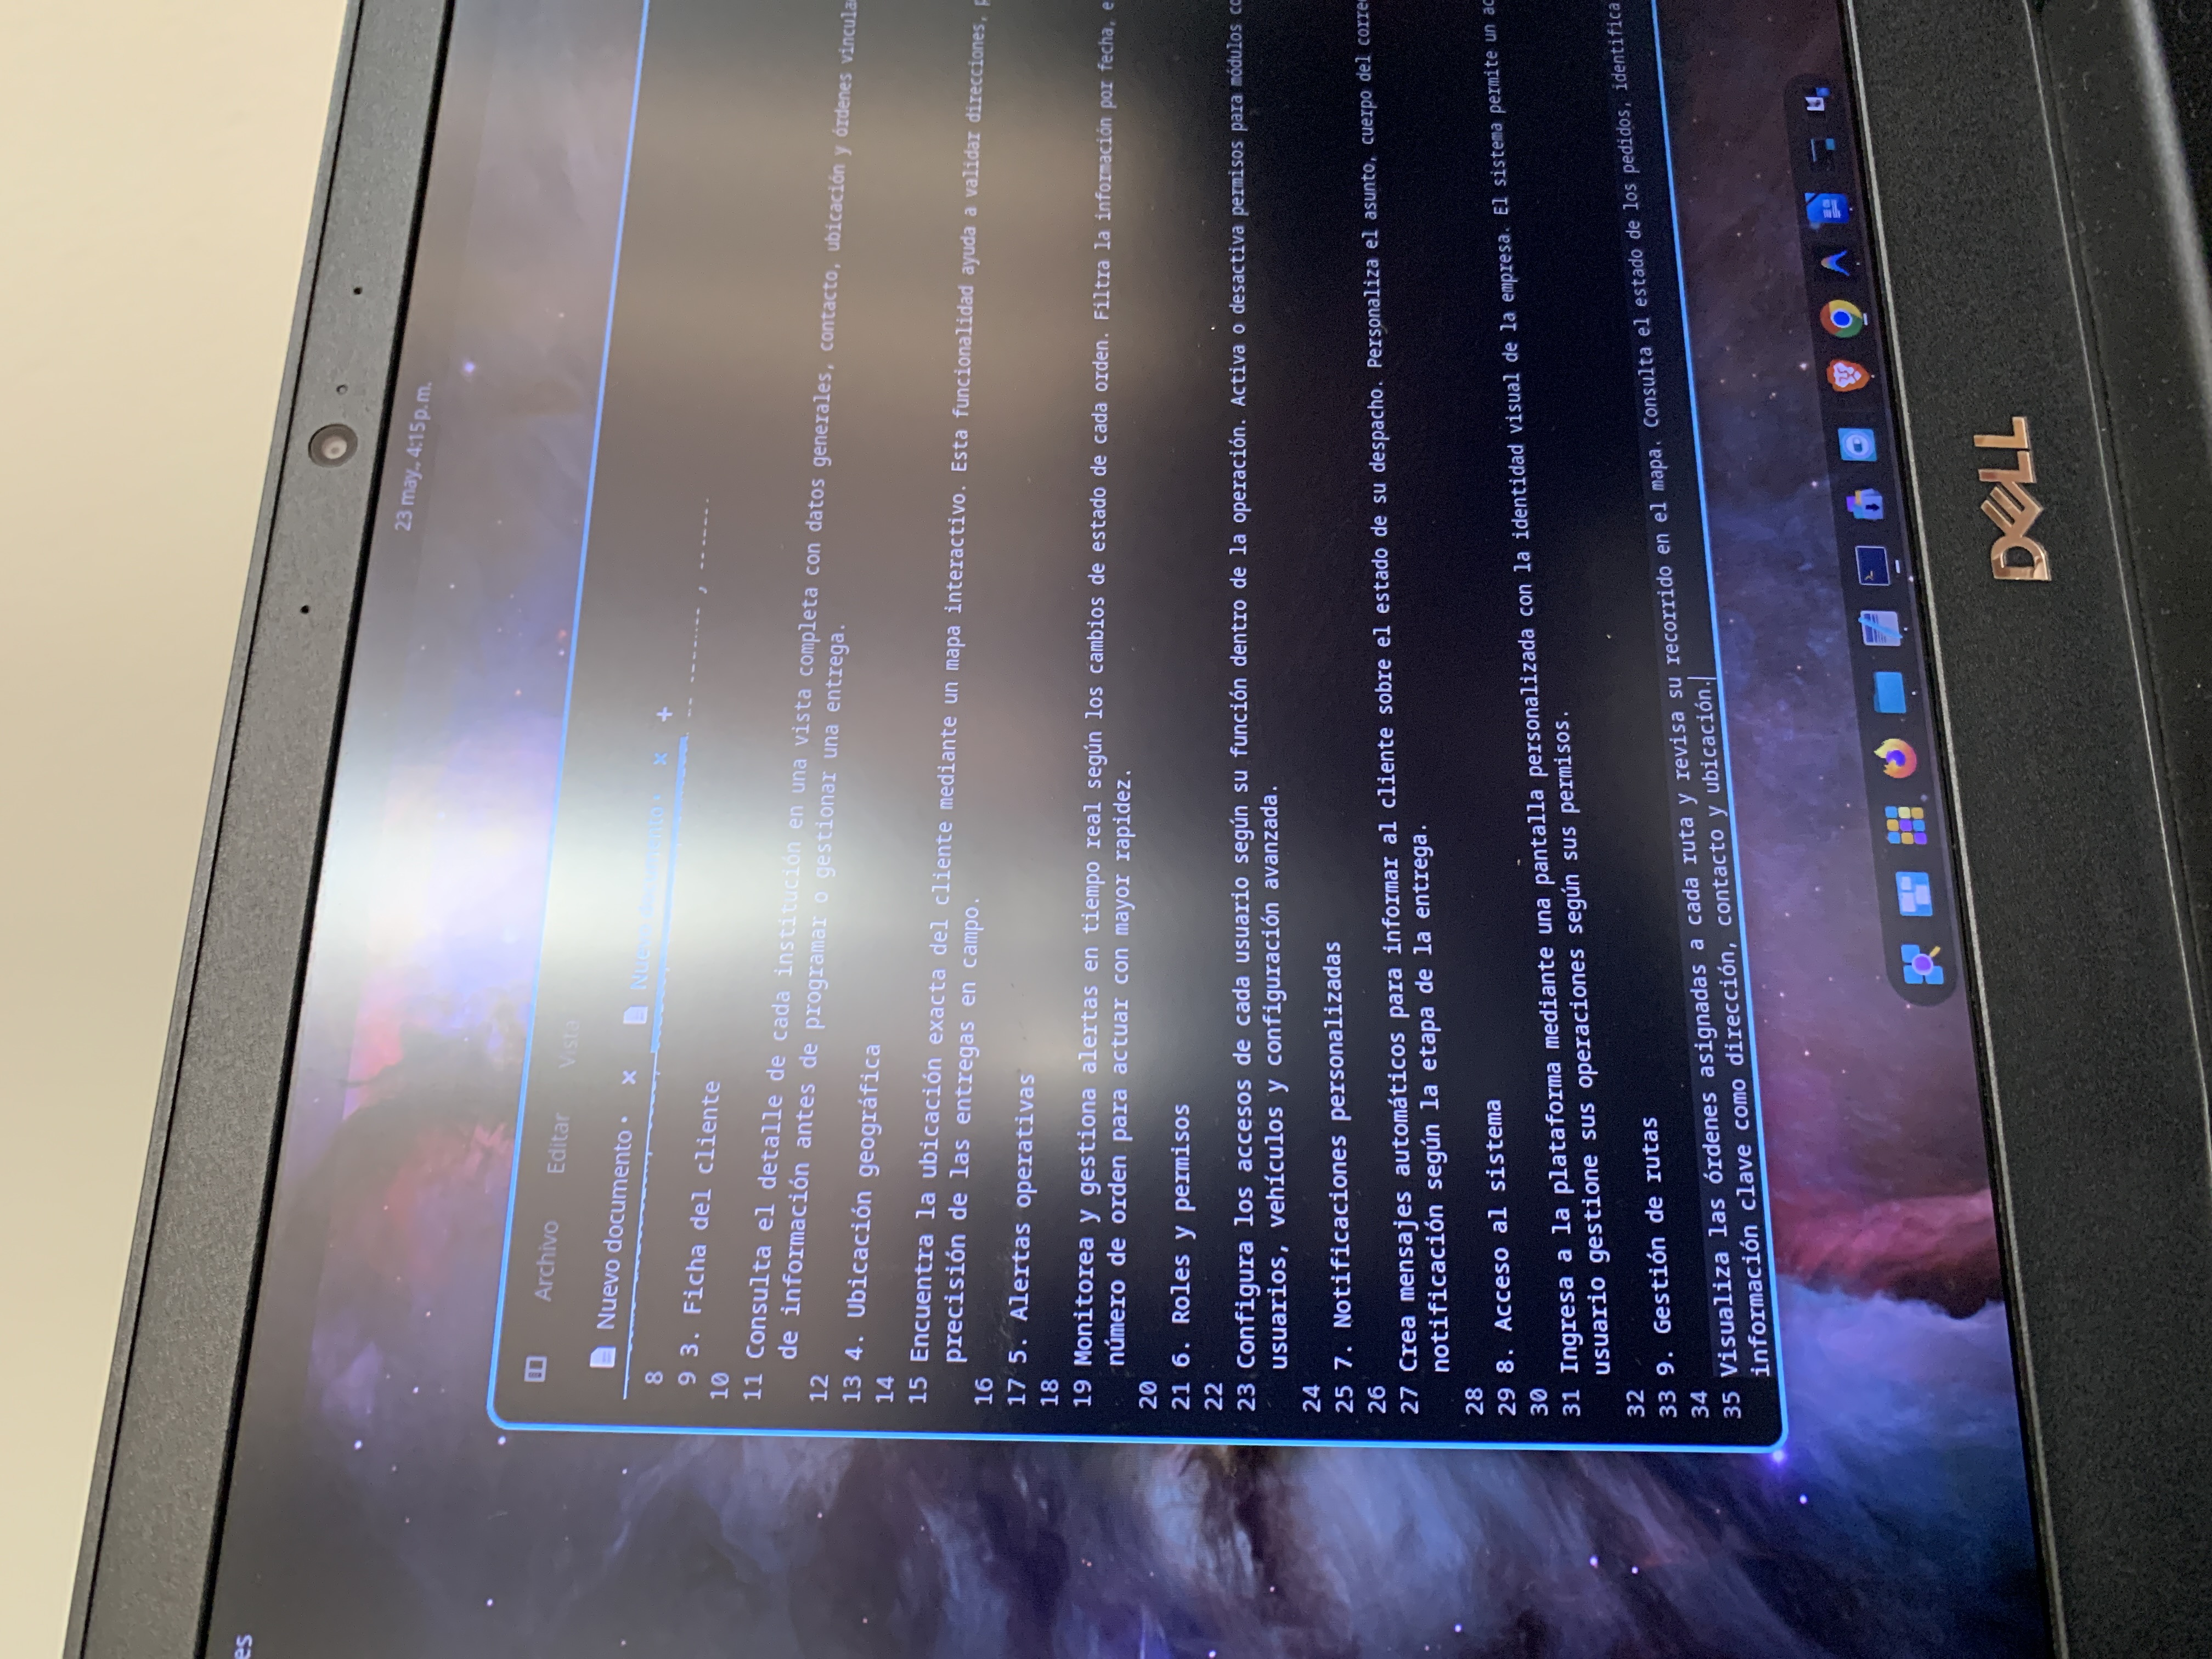 es
23 may., 4:15 p. m.
Archivo Editar Vista
Nuevo documento • × Nuevo documento • × +
8
9 3. Ficha del cliente
10
11 Consulta el detalle de cada institución en una vista completa con datos generales, contacto, ubicación y órdenes vincula
de información antes de programar o gestionar una entrega.
12
13 4. Ubicación geográfica
14
15 Encuentra la ubicación exacta del cliente mediante un mapa interactivo. Esta funcionalidad ayuda a validar direcciones, p
precisión de las entregas en campo.
16
17 5. Alertas operativas
18
19 Monitorea y gestiona alertas en tiempo real según los cambios de estado de cada orden. Filtra la información por fecha, e
número de orden para actuar con mayor rapidez.
20
21 6. Roles y permisos
22
23 Configura los accesos de cada usuario según su función dentro de la operación. Activa o desactiva permisos para módulos co
usuarios, vehículos y configuración avanzada.
24
25 7. Notificaciones personalizadas
26
27 Crea mensajes automáticos para informar al cliente sobre el estado de su despacho. Personaliza el asunto, cuerpo del corre
notificación según la etapa de la entrega.
28
29 8. Acceso al sistema
30
31 Ingresa a la plataforma mediante una pantalla personalizada con la identidad visual de la empresa. El sistema permite un ac
usuario gestione sus operaciones según sus permisos.
32
33 9. Gestión de rutas
34
35 Visualiza las órdenes asignadas a cada ruta y revisa su recorrido en el mapa. Consulta el estado de los pedidos, identifica
información clave como dirección, contacto y ubicación.
DELL